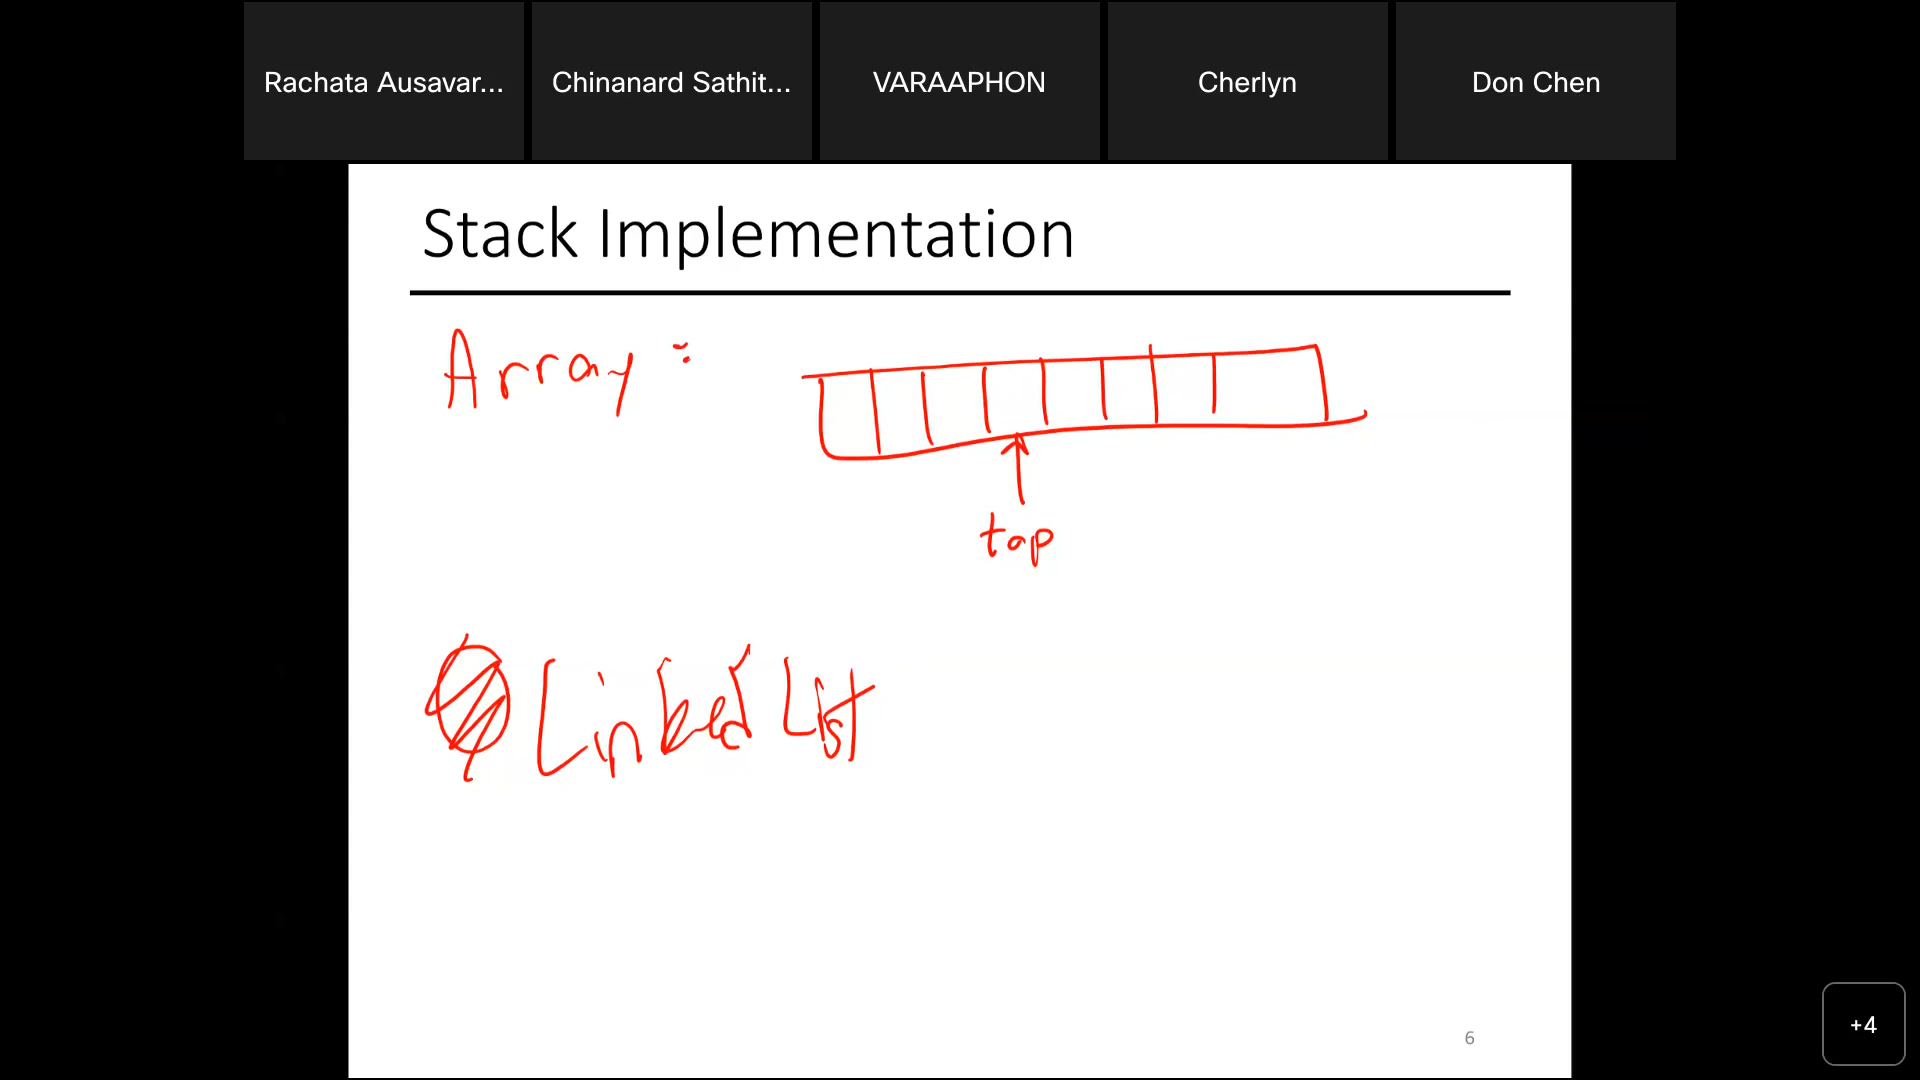 Rachata Ausavar... Chinanard Sathit... VARAAPHON Cherlyn Don Chen
Stack Implementation
Array :
top
Linked List
6
+4